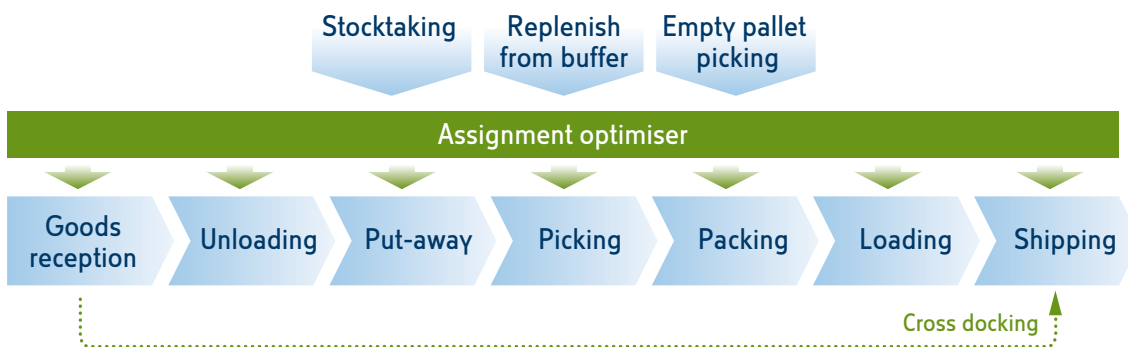 Stocktaking
Replenish
from buffer
Empty pallet
picking
Assignment optimiser
Goods
reception
Unloading
Put-away
Picking
Packing
Loading
Shipping
Cross docking